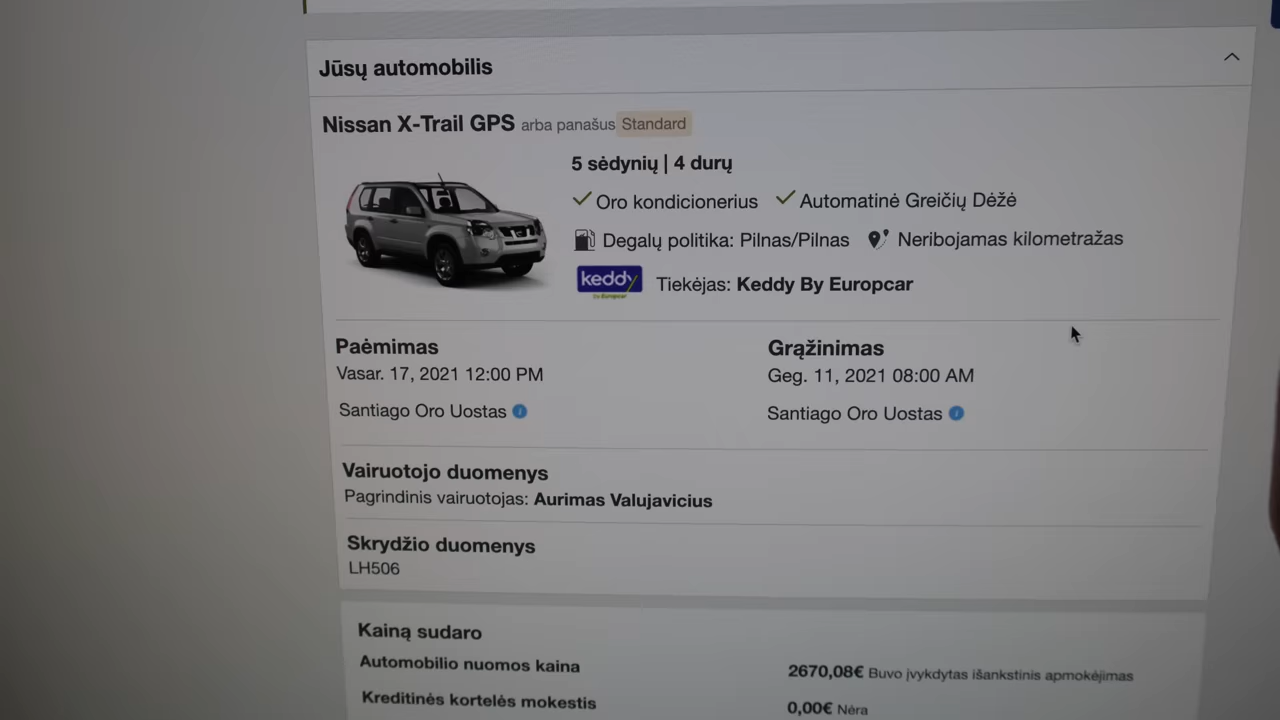 Jūsų automobilis
Nissan X-Trail GPS arba panašus Standard
5 sėdynių | 4 durų
Oro kondicionerius Automatinė Greičių Dėžė
Degalų politika: Pilnas/Pilnas Neribojamas kilometražas
keddy
by Europcar
Tiekėjas: Keddy By Europcar
Paėmimas
Vasar. 17, 2021 12:00 PM
Santiago Oro Uostas
Grąžinimas
Geg. 11, 2021 08:00 AM
Santiago Oro Uostas
Vairuotojo duomenys
Pagrindinis vairuotojas: Aurimas Valujavicius
Skrydžio duomenys
LH506
Kainą sudaro
Automobilio nuomos kaina 2670,08€ Buvo įvykdytas išankstinis apmokėjimas
Kreditinės kortelės mokestis 0,00€ Nėra